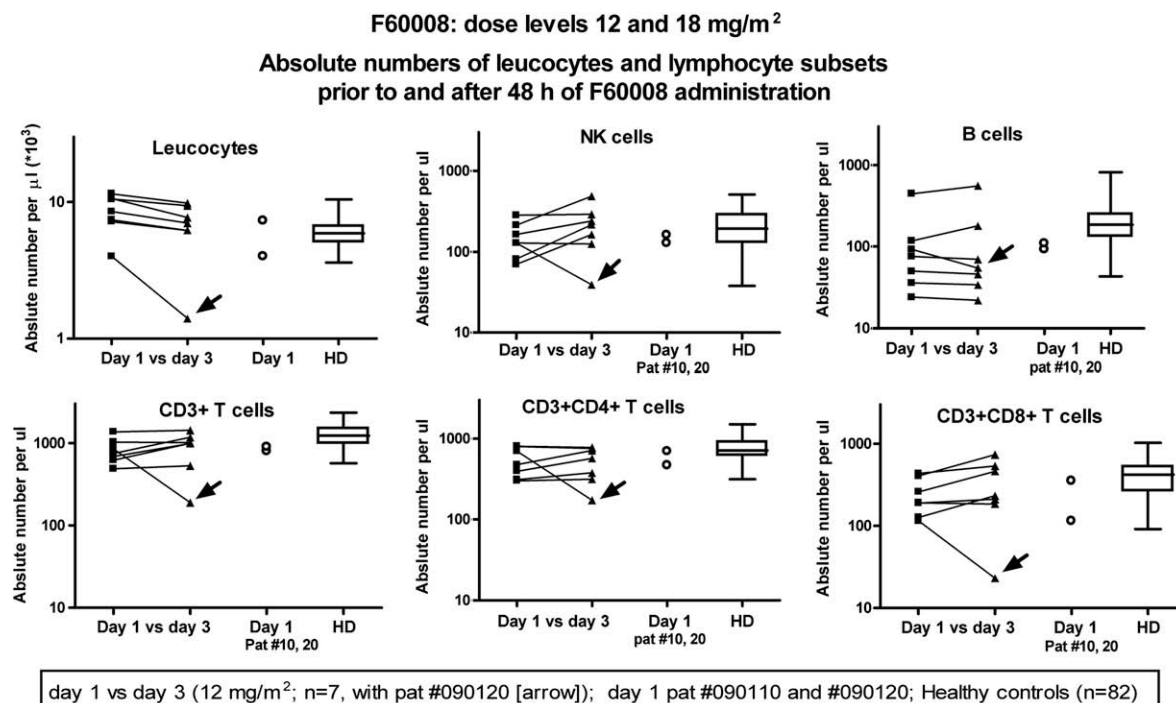 F60008: dose levels 12 and 18 mg/m²
Absolute numbers of leucocytes and lymphocyte subsets
prior to and after 48 h of F60008 administration
Leucocytes
Abslute number per µl (*10³)
10
1
Day 1 vs day 3 Day 1 HD
NK cells
Abslute number per ul
1000
100
10
Day 1 vs day 3 Day 1 HD
Pat #10, 20
B cells
Abslute number per ul
1000
100
10
Day 1 vs day 3 Day 1 HD
Pat #10, 20
CD3+ T cells
Abslute number per ul
1000
100
10
Day 1 vs day 3 Day 1 HD
Pat #10, 20
CD3+CD4+ T cells
Abslute number per ul
1000
100
10
Day 1 vs day 3 Day 1 HD
pat #10, 20
CD3+CD8+ T cells
Abslute number per ul
1000
100
10
Day 1 vs day 3 Day 1 HD
Pat #10, 20
day 1 vs day 3 (12 mg/m²; n=7, with pat #090120 [arrow]); day 1 pat #090110 and #090120; Healthy controls (n=82)